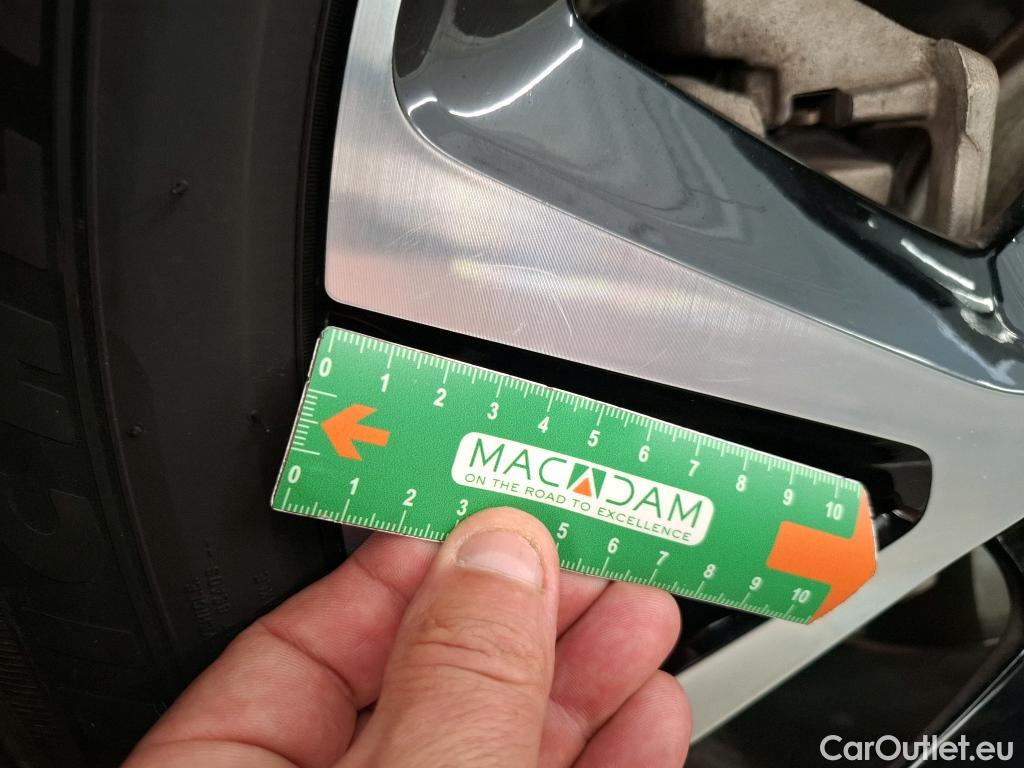 0 1 2 3 4 5 6 7 8 9 10
MACADAM
ON THE ROAD TO EXCELLENCE
0 1 2 3 5 6 7 8 9 10
CarOutlet.eu